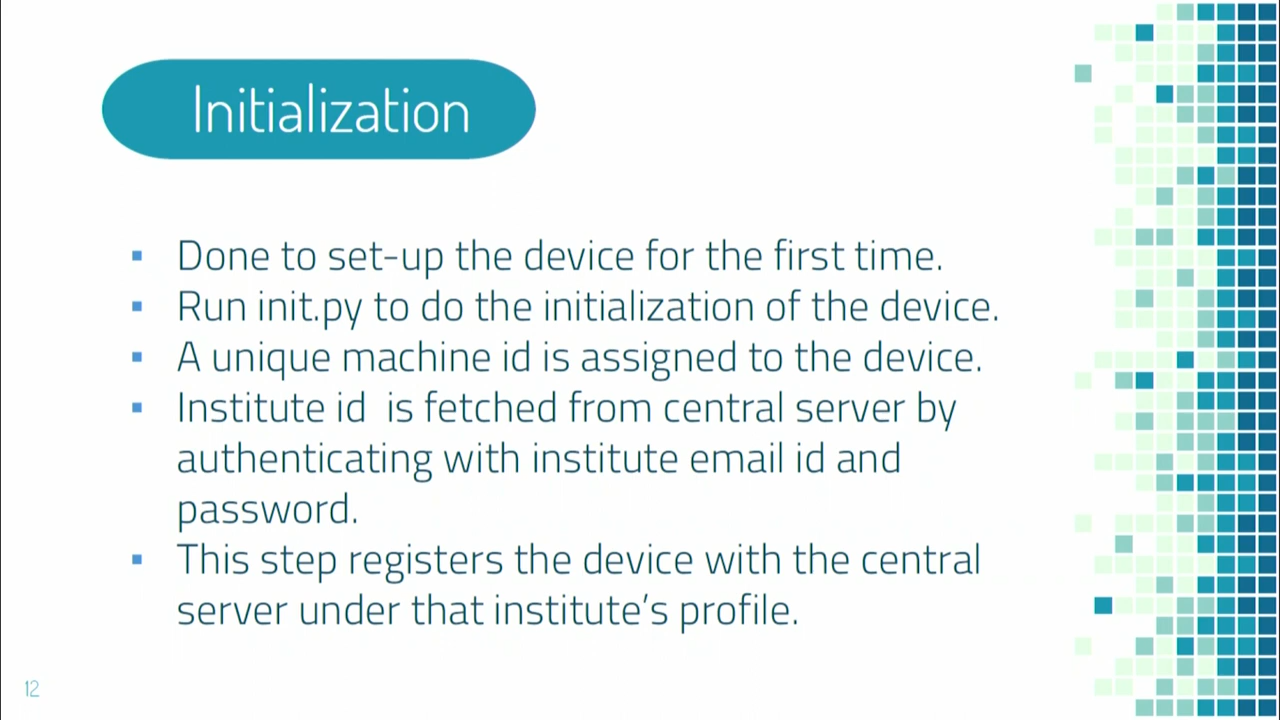 Initialization
▪ Done to set-up the device for the first time.
▪ Run init.py to do the initialization of the device.
▪ A unique machine id is assigned to the device.
▪ Institute id  is fetched from central server by
authenticating with institute email id and
password.
▪ This step registers the device with the central
server under that institute’s profile.
12